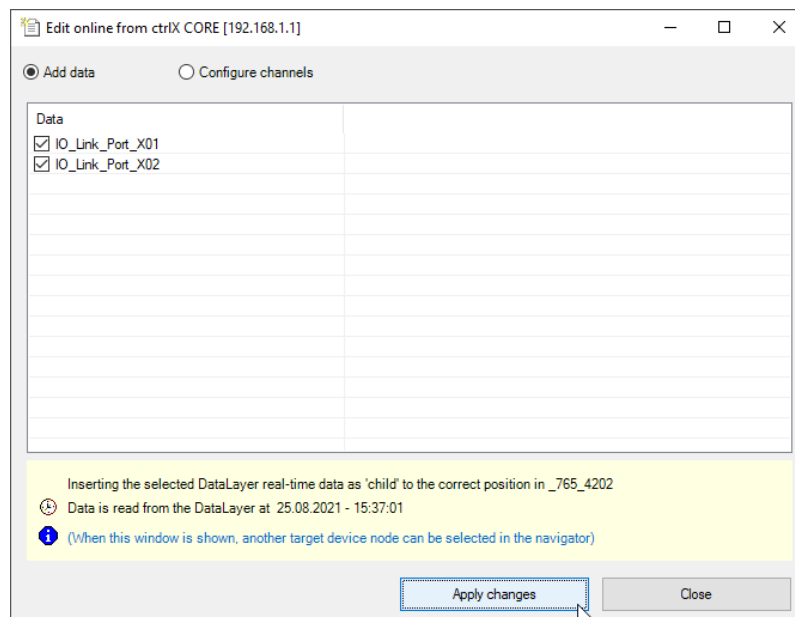 Edit online from ctrlX CORE [192.168.1.1]
Add data Configure channels
Data
IO_Link_Port_X01
IO_Link_Port_X02
Inserting the selected DataLayer real-time data as 'child' to the correct position in _765_4202
Data is read from the DataLayer at 25.08.2021 - 15:37:01
(When this window is shown, another target device node can be selected in the navigator)
Apply changes Close